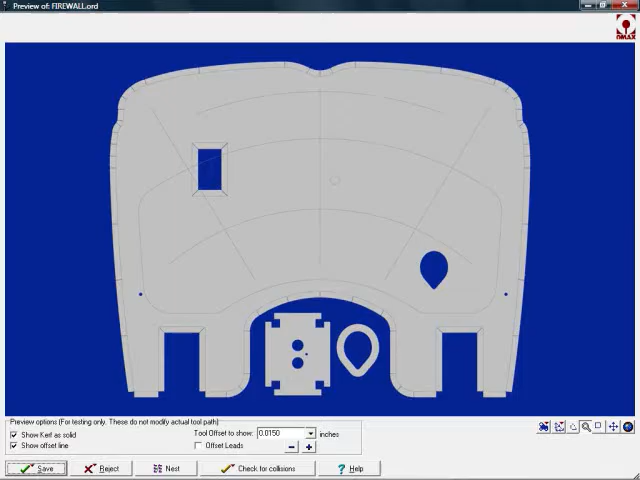 Preview of: FIREWALL.ord
OMAX
Preview options (For testing only. These do not modify actual tool path)
Show Kerf as solid
Tool Offset to show: 0.0150 inches
Show offset line
Offset Leads
Save
Reject
Nest
Check for collisions
Help